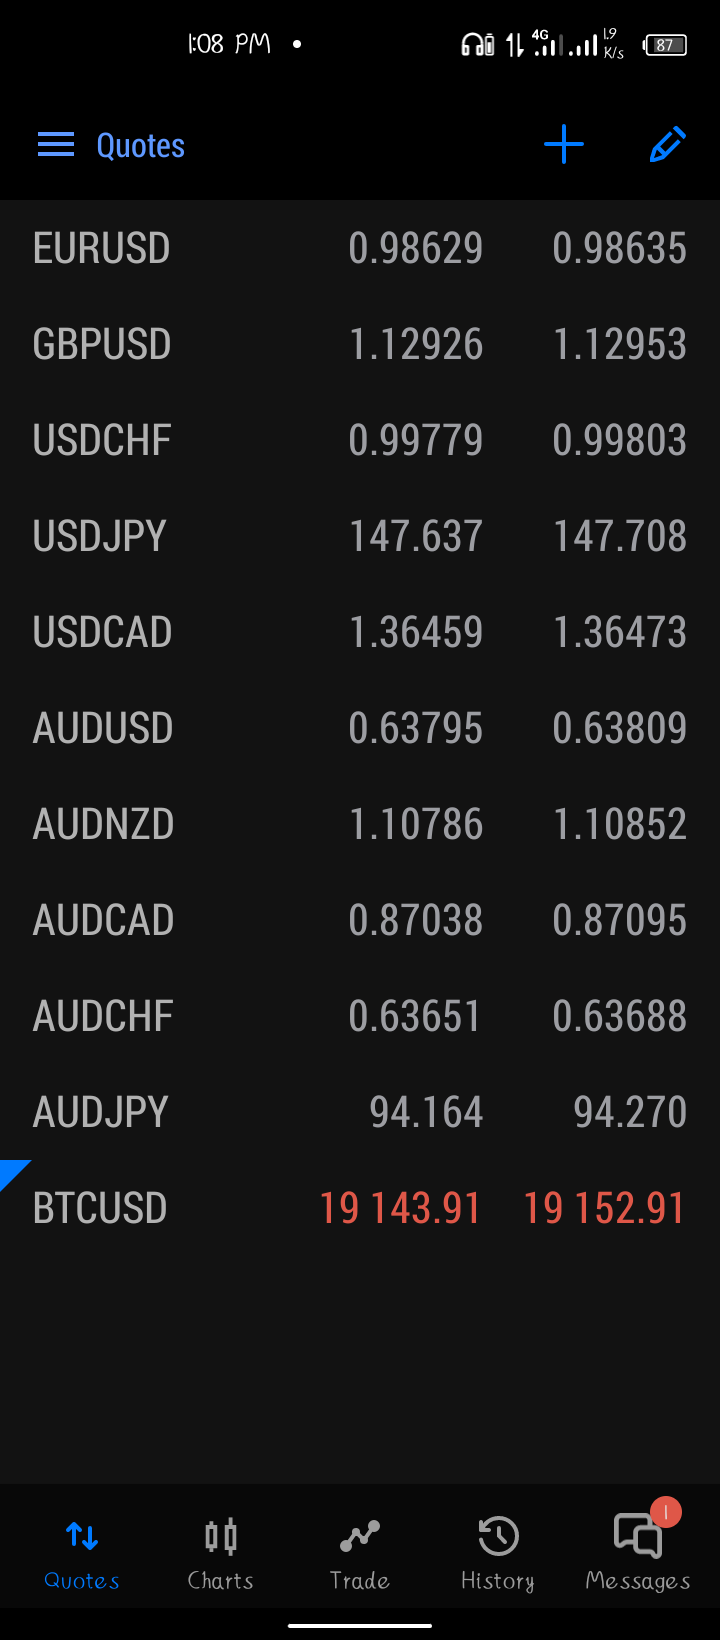 1:08 PM
4G 1.9 K/s 87
Quotes
EURUSD 0.98629 0.98635
GBPUSD 1.12926 1.12953
USDCHF 0.99779 0.99803
USDJPY 147.637 147.708
USDCAD 1.36459 1.36473
AUDUSD 0.63795 0.63809
AUDNZD 1.10786 1.10852
AUDCAD 0.87038 0.87095
AUDCHF 0.63651 0.63688
AUDJPY 94.164 94.270
BTCUSD 19 143.91 19 152.91
1
Quotes Charts Trade History Messages